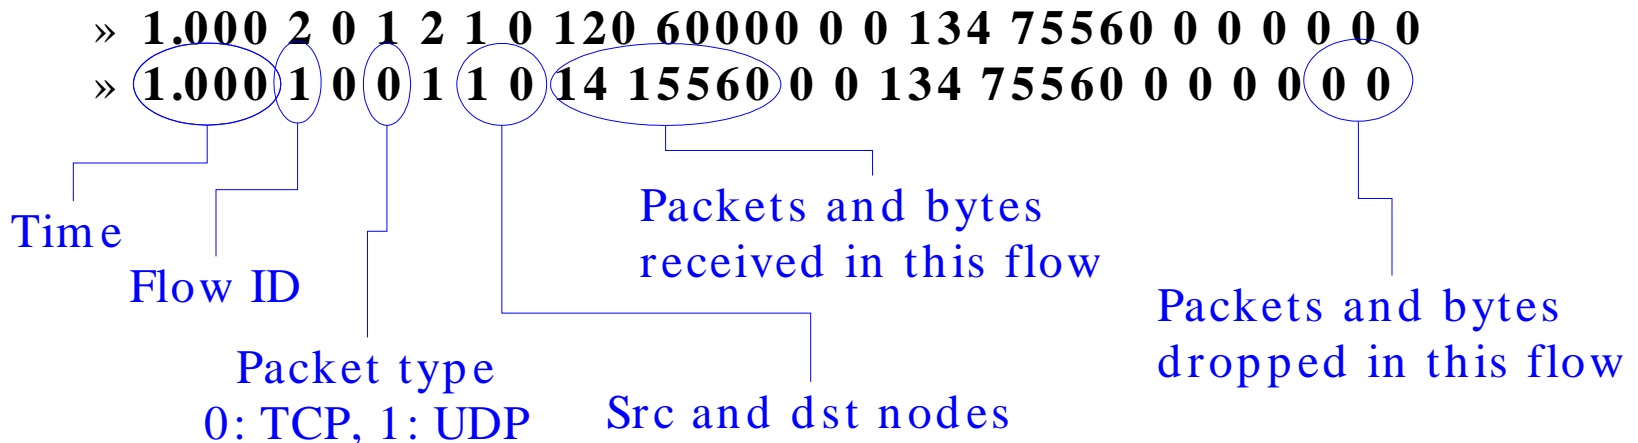 » 1.000 2 0 1 2 1 0 120 60000 0 0 134 75560 0 0 0 0 0 0
» 1.000 1 0 0 1 1 0 14 15560 0 0 134 75560 0 0 0 0 0 0
Time
Flow ID
Packet type
0: TCP, 1: UDP
Src and dst nodes
Packets and bytes
received in this flow
Packets and bytes
dropped in this flow